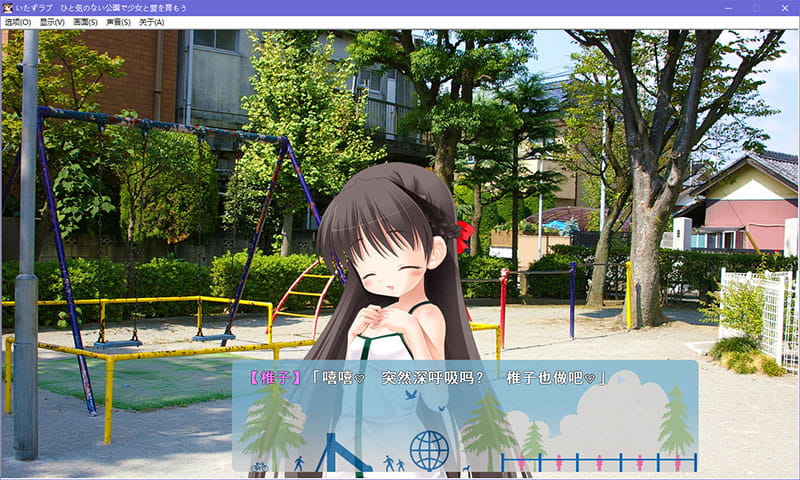 いたずラブ　ひと気のない公園で少女と愛を育もう
选项(O)　显示(V)　画面(S)　声音(S)　关于(A)
【椎子】「嘻嘻♡　突然深呼吸吗？　椎子也做吧♡」